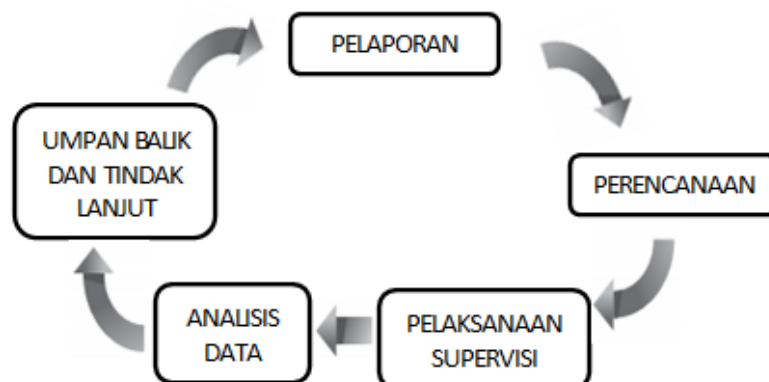 PELAPORAN
PERENCANAAN
PELAKSANAAN
SUPERVISI
ANALISIS
DATA
UMPAN BALIK
DAN TINDAK
LANJUT